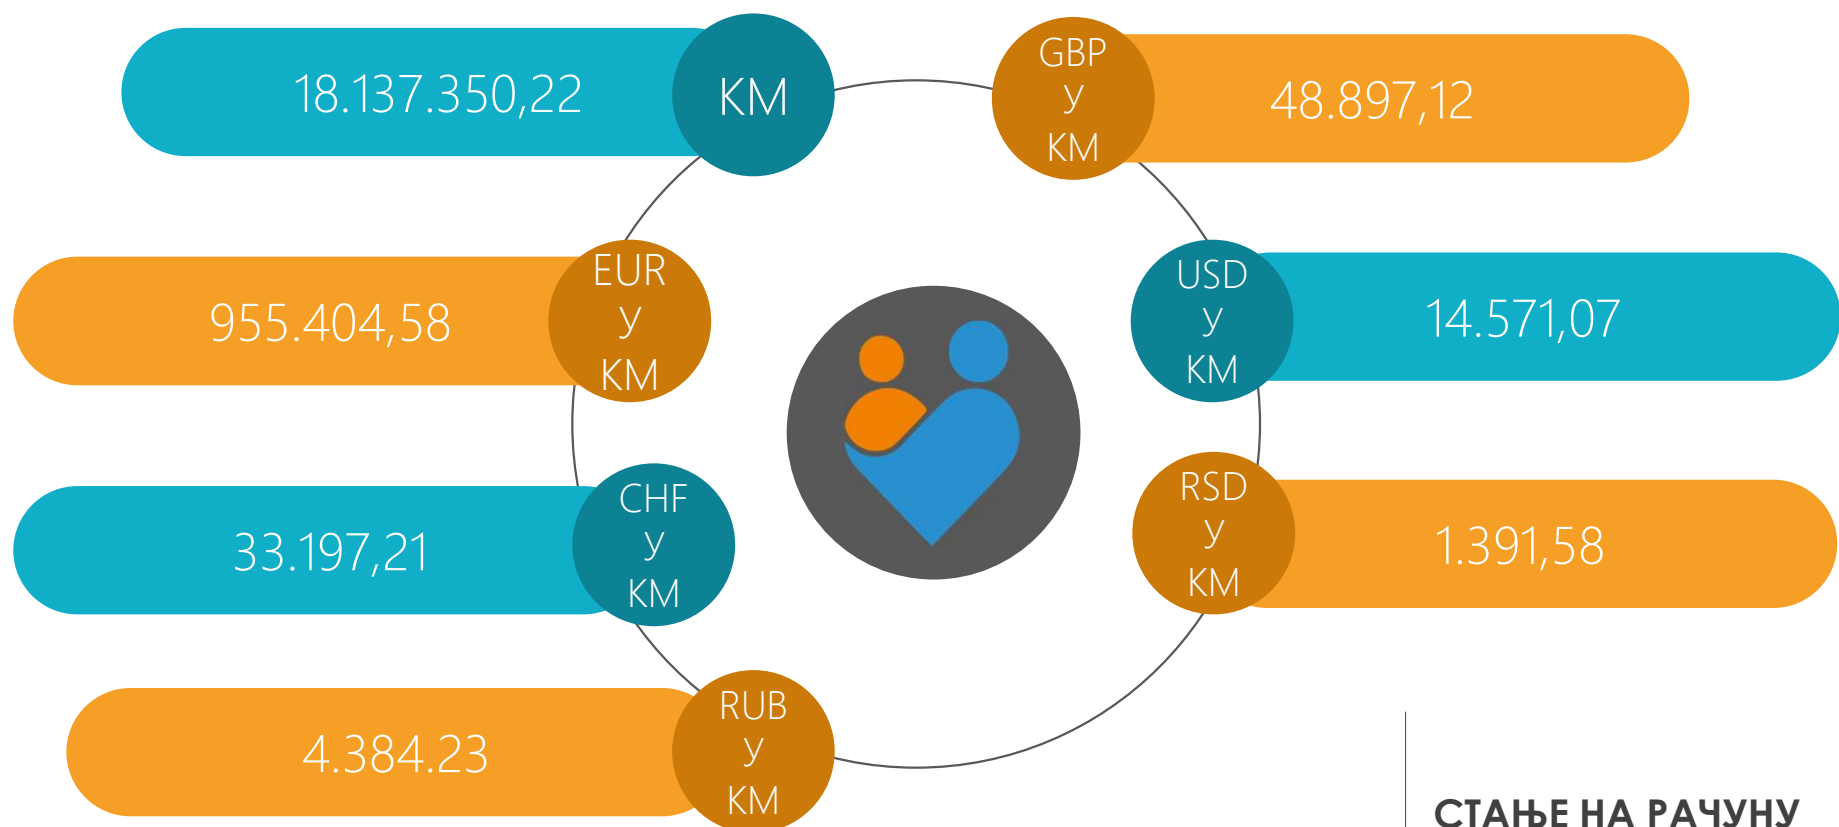 18.137.350,22
КМ
GBP
у
КМ
48.897,12
955.404,58
EUR
у
КМ
USD
у
КМ
14.571,07
33.197,21
CHF
у
КМ
RSD
у
КМ
1.391,58
4.384.23
RUB
у
КМ
СТАЊЕ НА РАЧУНУ